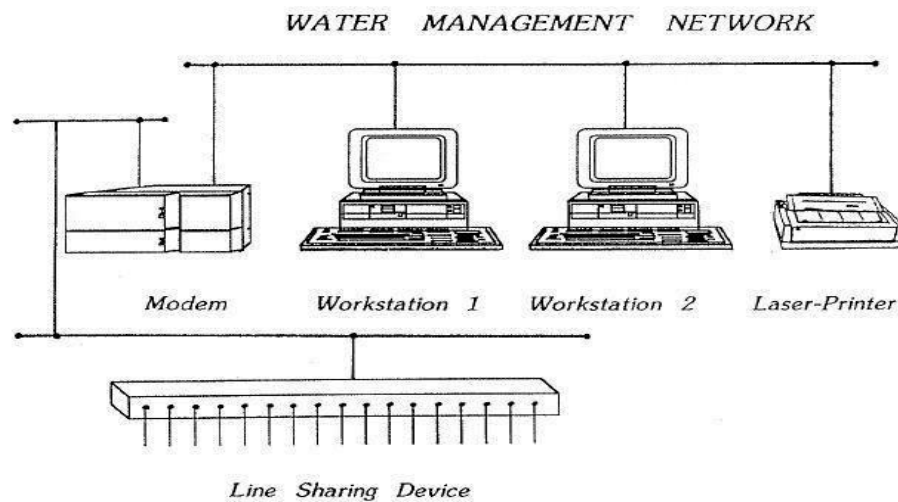 WATER MANAGEMENT NETWORK
Modem
Workstation 1
Workstation 2
Laser-Printer
Line Sharing Device